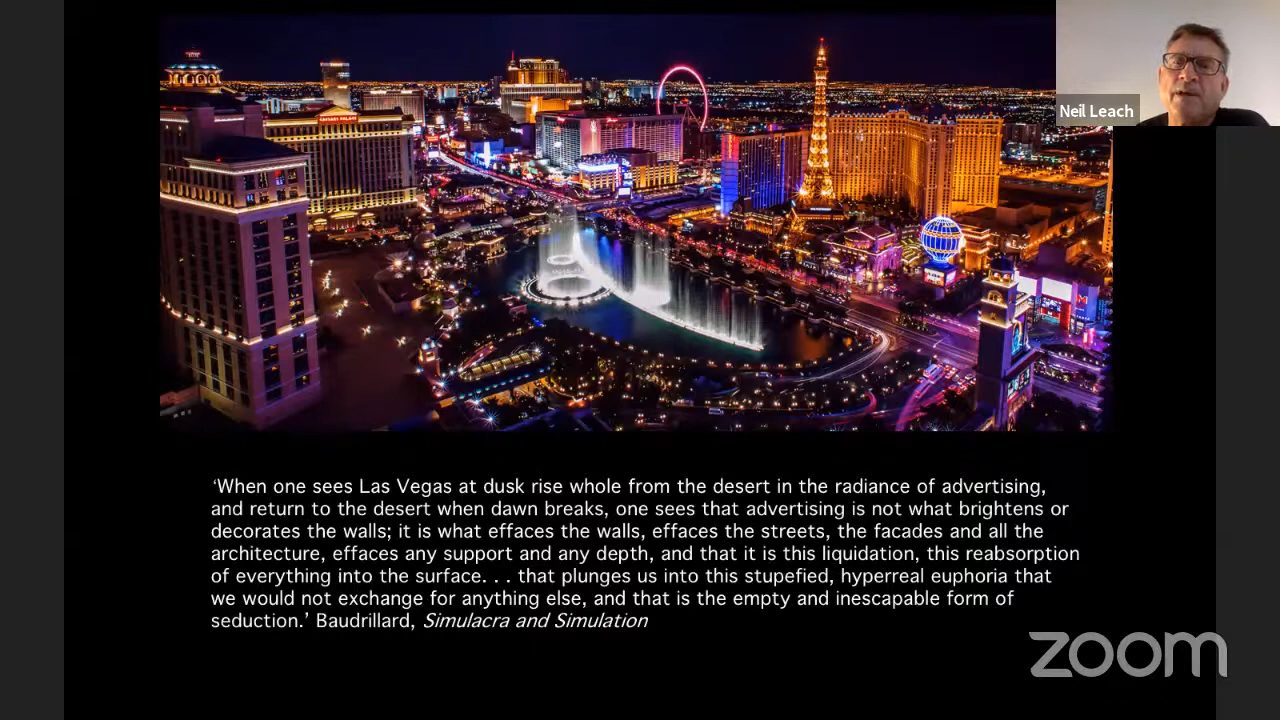 CAESARS PALACE
Neil Leach
‘When one sees Las Vegas at dusk rise whole from the desert in the radiance of advertising,
and return to the desert when dawn breaks, one sees that advertising is not what brightens or
decorates the walls; it is what effaces the walls, effaces the streets, the facades and all the
architecture, effaces any support and any depth, and that it is this liquidation, this reabsorption
of everything into the surface. . . that plunges us into this stupefied, hyperreal euphoria that
we would not exchange for anything else, and that is the empty and inescapable form of
seduction.’ Baudrillard, Simulacra and Simulation
zoom